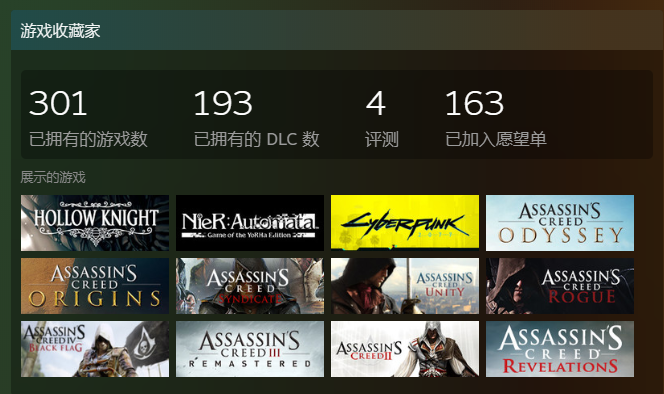 游戏收藏家
301 193 4 163
已拥有的游戏数 已拥有的 DLC 数 评测 已加入愿望单
展示的游戏
HOLLOW KNIGHT
NieR:Automata
Game of the YoRHa Edition
CYBERPUNK
ASSASSIN'S CREED ODYSSEY
ASSASSIN'S CREED ORIGINS
ASSASSIN'S CREED SYNDICATE
ASSASSIN'S CREED UNITY
ASSASSIN'S CREED ROGUE
ASSASSIN'S CREED IV BLACK FLAG
ASSASSIN'S CREED III REMASTERED
ASSASSIN'S CREED II
ASSASSIN'S CREED REVELATIONS